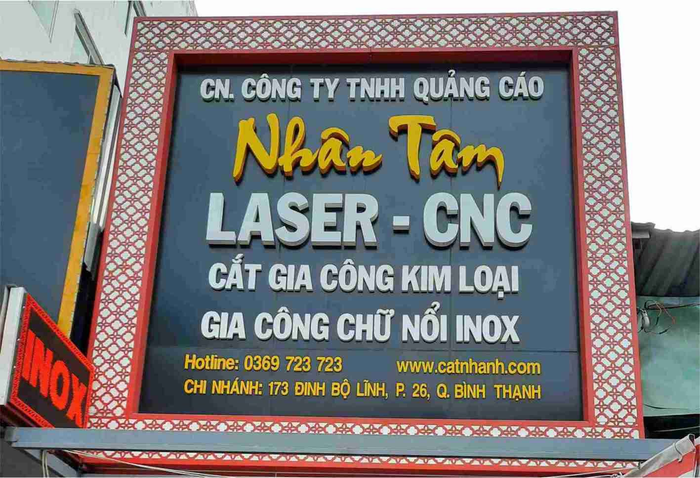 CN. CÔNG TY TNHH QUẢNG CÁO
Nhân Tâm
LASER - CNC
CẮT GIA CÔNG KIM LOẠI
GIA CÔNG CHỮ NỔI INOX
Hotline: 0369 723 723 www.catnhanh.com
CHI NHÁNH: 173 ĐINH BỘ LĨNH, P. 26, Q. BÌNH THẠNH
INOX